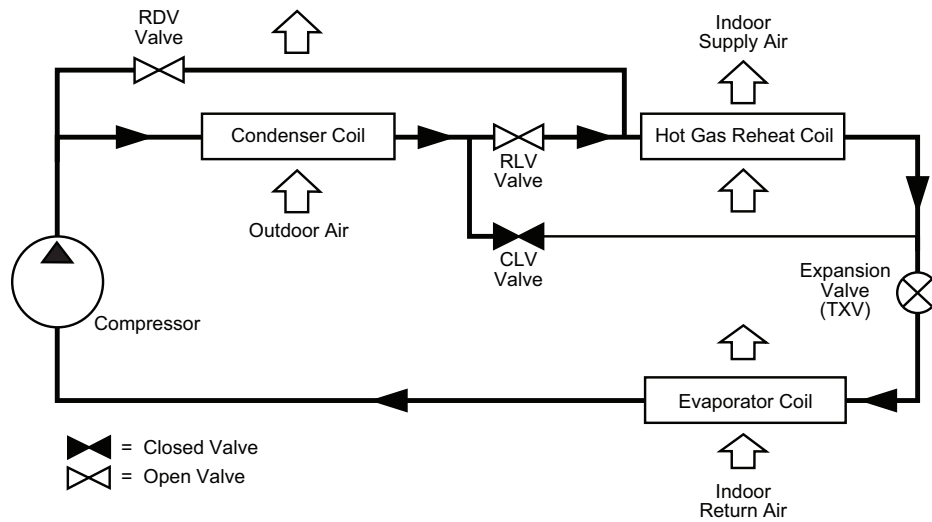 RDV
Valve
Indoor
Supply Air
Condenser Coil
Hot Gas Reheat Coil
RLV
Valve
Outdoor Air
CLV
Valve
Expansion
Valve
(TXV)
Compressor
Evaporator Coil
= Closed Valve
= Open Valve
Indoor
Return Air